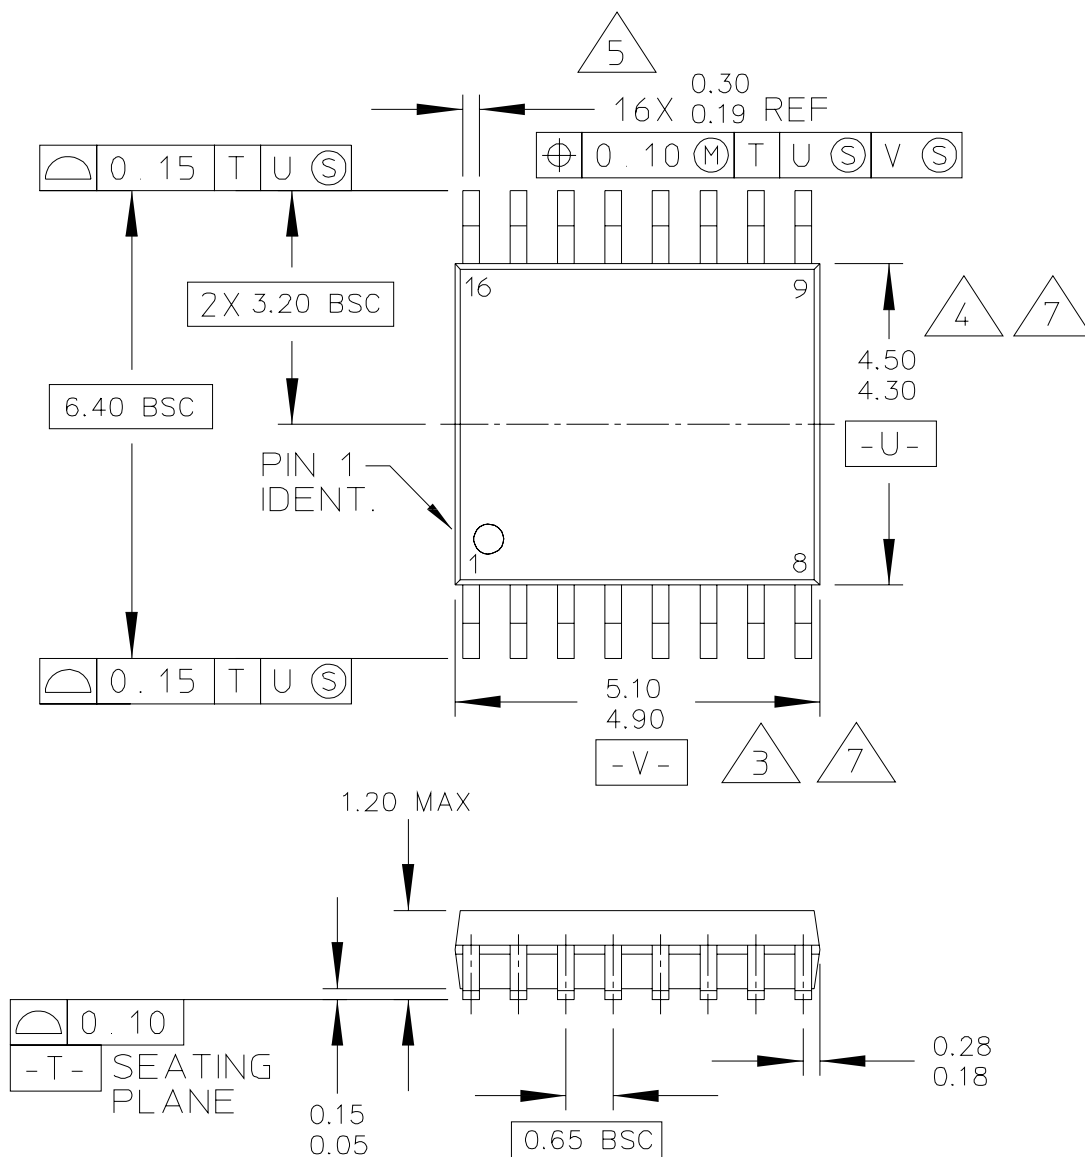 5
0.30
16X 0.19 REF
⌖ 0.10 Ⓜ T U Ⓢ V Ⓢ
⌓ 0.15 T U Ⓢ
16 9
2X 3.20 BSC
4 7
4.50
4.30
6.40 BSC
-U-
PIN 1
IDENT.
1 8
⌓ 0.15 T U Ⓢ
5.10
4.90
-V- 3 7
1.20 MAX
⌓ 0.10
-T- SEATING
PLANE
0.28
0.18
0.15
0.05
0.65 BSC